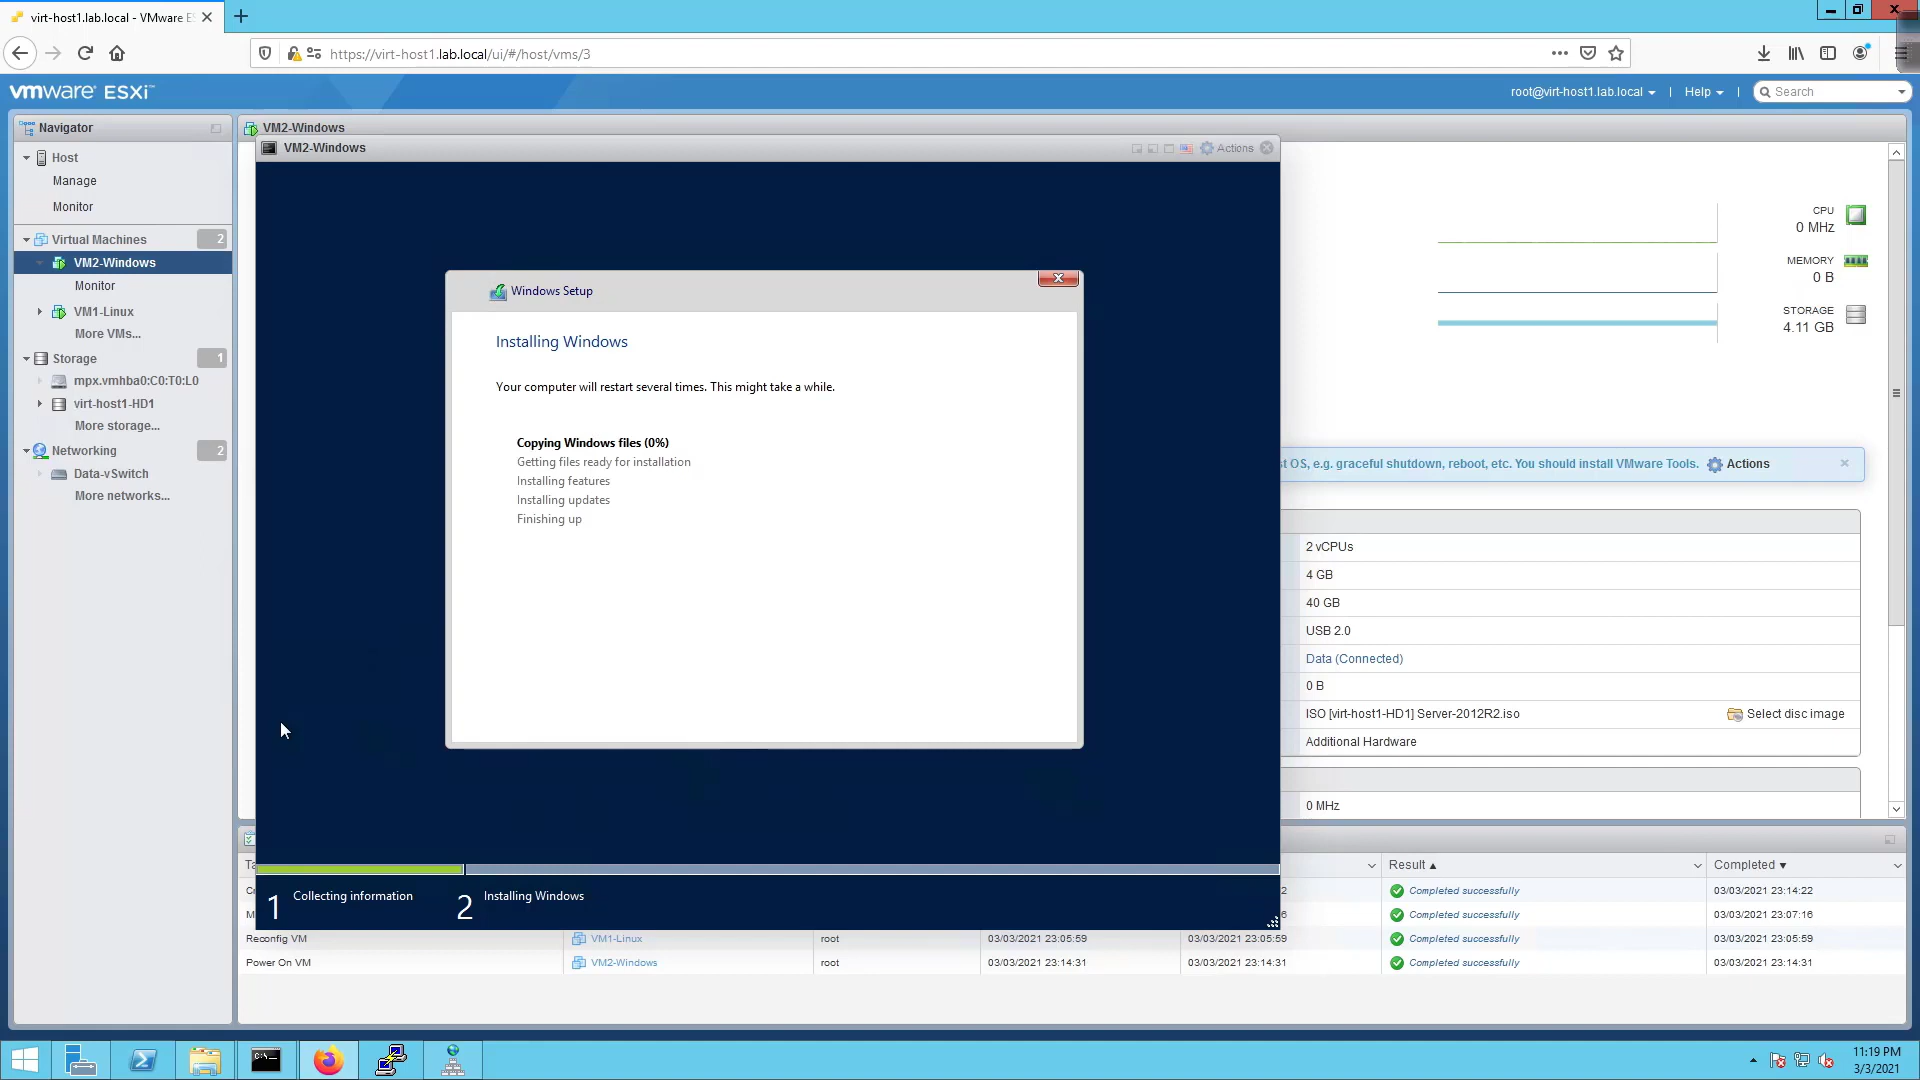 virt-host1.lab.local - VMware E
https://virt-host1.lab.local/ui/#/host/vms/3
vmware ESXi™
root@virt-host1.lab.local
|
Help
|
Search
Navigator
Host
Manage
Monitor
Virtual Machines
2
VM2-Windows
Monitor
VM1-Linux
More VMs...
Storage
1
mpx.vmhba0:C0:T0:L0
virt-host1-HD1
More storage...
Networking
2
Data-vSwitch
More networks...
VM2-Windows
VM2-Windows
Actions
Windows Setup
Installing Windows
Your computer will restart several times. This might take a while.
Copying Windows files (0%)
Getting files ready for installation
Installing features
Installing updates
Finishing up
1 Collecting information
2 Installing Windows
CPU
0 MHz
MEMORY
0 B
STORAGE
4.11 GB
st OS, e.g. graceful shutdown, reboot, etc. You should install VMware Tools.
Actions
2 vCPUs
4 GB
40 GB
USB 2.0
Data (Connected)
0 B
ISO [virt-host1-HD1] Server-2012R2.iso
Select disc image
Additional Hardware
0 MHz
Result
Completed
Completed successfully
03/03/2021 23:14:22
Completed successfully
03/03/2021 23:07:16
Reconfig VM
VM1-Linux
root
03/03/2021 23:05:59
03/03/2021 23:05:59
Completed successfully
03/03/2021 23:05:59
Power On VM
VM2-Windows
root
03/03/2021 23:14:31
03/03/2021 23:14:31
Completed successfully
03/03/2021 23:14:31
11:19 PM
3/3/2021